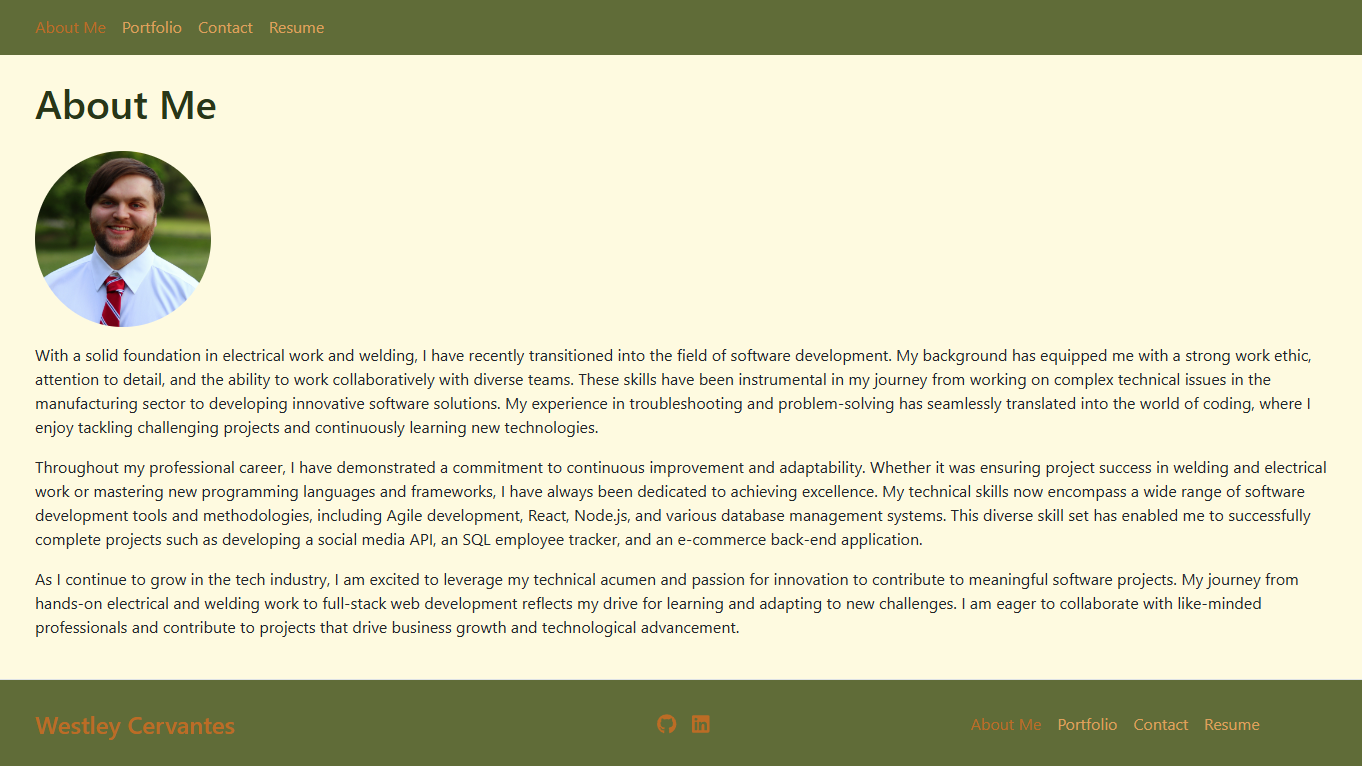 About Me Portfolio Contact Resume
About Me
With a solid foundation in electrical work and welding, I have recently transitioned into the field of software development. My background has equipped me with a strong work ethic,
attention to detail, and the ability to work collaboratively with diverse teams. These skills have been instrumental in my journey from working on complex technical issues in the
manufacturing sector to developing innovative software solutions. My experience in troubleshooting and problem-solving has seamlessly translated into the world of coding, where I
enjoy tackling challenging projects and continuously learning new technologies.
Throughout my professional career, I have demonstrated a commitment to continuous improvement and adaptability. Whether it was ensuring project success in welding and electrical
work or mastering new programming languages and frameworks, I have always been dedicated to achieving excellence. My technical skills now encompass a wide range of software
development tools and methodologies, including Agile development, React, Node.js, and various database management systems. This diverse skill set has enabled me to successfully
complete projects such as developing a social media API, an SQL employee tracker, and an e-commerce back-end application.
As I continue to grow in the tech industry, I am excited to leverage my technical acumen and passion for innovation to contribute to meaningful software projects. My journey from
hands-on electrical and welding work to full-stack web development reflects my drive for learning and adapting to new challenges. I am eager to collaborate with like-minded
professionals and contribute to projects that drive business growth and technological advancement.
Westley Cervantes in About Me Portfolio Contact Resume